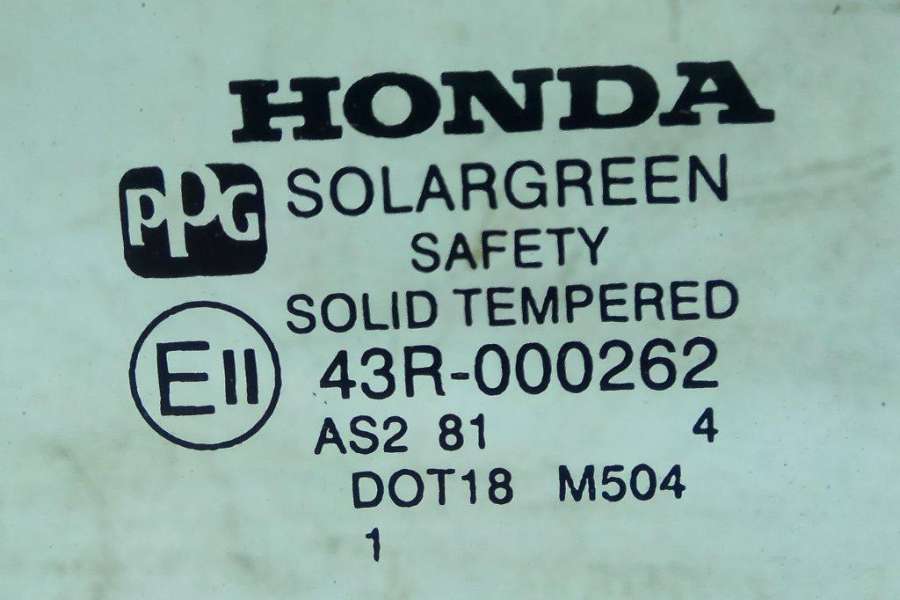 HONDA
PPG SOLARGREEN
SAFETY
SOLID TEMPERED
E11 43R-000262
AS2 81 4
DOT18 M504
1